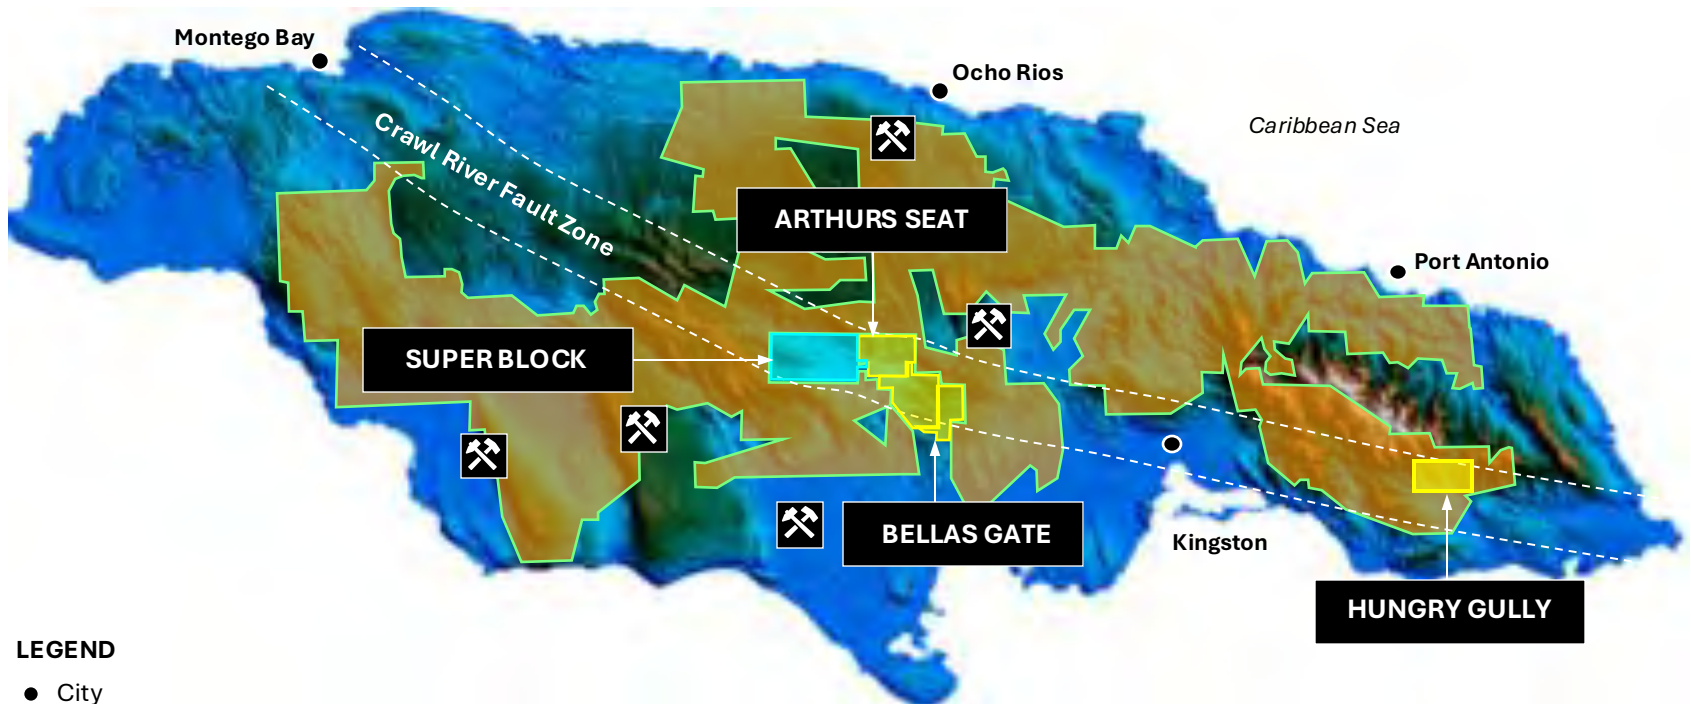 Montego Bay
Ocho Rios
Caribbean Sea
Crawl River Fault Zone
ARTHURS SEAT
Port Antonio
SUPER BLOCK
BELLAS GATE
Kingston
HUNGRY GULLY
LEGEND
City